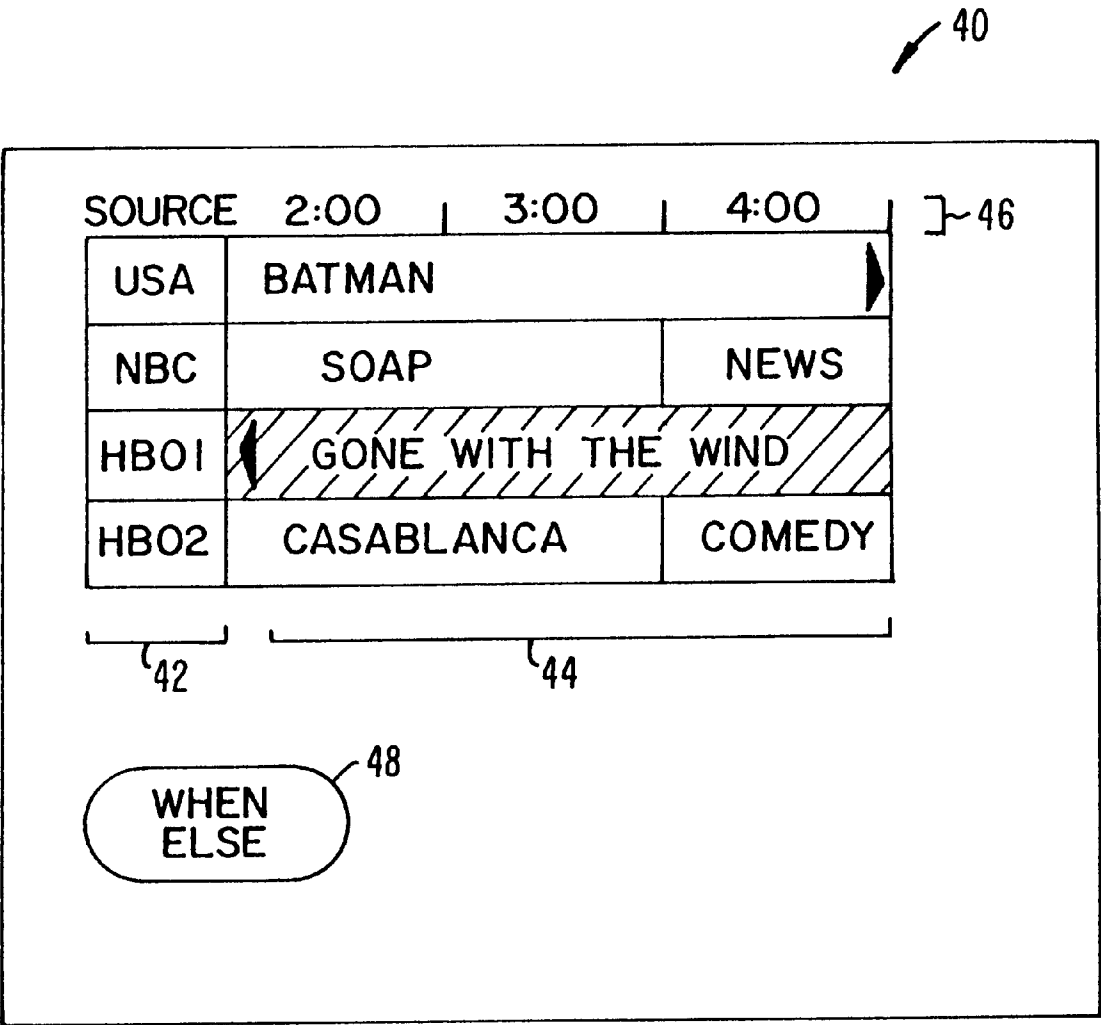 40
SOURCE 2:00 3:00 4:00 46
USA BATMAN
NBC SOAP NEWS
HBO1 GONE WITH THE WIND
HBO2 CASABLANCA COMEDY
42 44
48
WHEN
ELSE